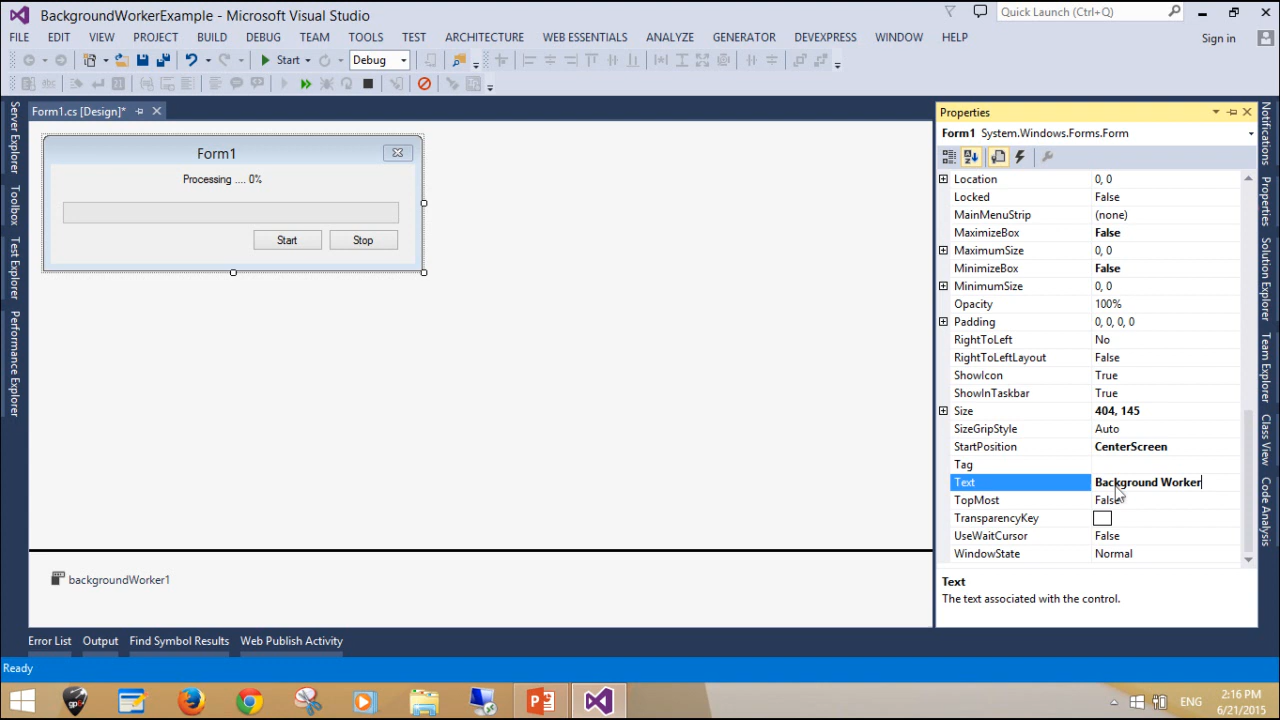 BackgroundWorkerExample - Microsoft Visual Studio
Quick Launch (Ctrl+Q)
FILE EDIT VIEW PROJECT BUILD DEBUG TEAM TOOLS TEST ARCHITECTURE WEB ESSENTIALS ANALYZE GENERATOR DEVEXPRESS WINDOW HELP
Sign in
Start
Debug
Form1.cs [Design]*
Server Explorer
Toolbox
Test Explorer
Performance Explorer
Form1
Processing .... 0%
Start Stop
backgroundWorker1
Properties
Form1 System.Windows.Forms.Form
Location 0, 0
Locked False
MainMenuStrip (none)
MaximizeBox False
MaximumSize 0, 0
MinimizeBox False
MinimumSize 0, 0
Opacity 100%
Padding 0, 0, 0, 0
RightToLeft No
RightToLeftLayout False
ShowIcon True
ShowInTaskbar True
Size 404, 145
SizeGripStyle Auto
StartPosition CenterScreen
Tag
Text Background Worker
TopMost False
TransparencyKey
UseWaitCursor False
WindowState Normal
Text
The text associated with the control.
Notifications
Properties
Solution Explorer
Team Explorer
Class View
Code Analysis
Error List Output Find Symbol Results Web Publish Activity
Ready
ENG
2:16 PM
6/21/2015